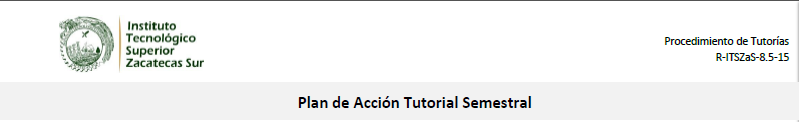 Instituto
Tecnológico
Superior
Zacatecas Sur
Procedimiento de Tutorías
R-ITSZaS-8.5-15
Plan de Acción Tutorial Semestral